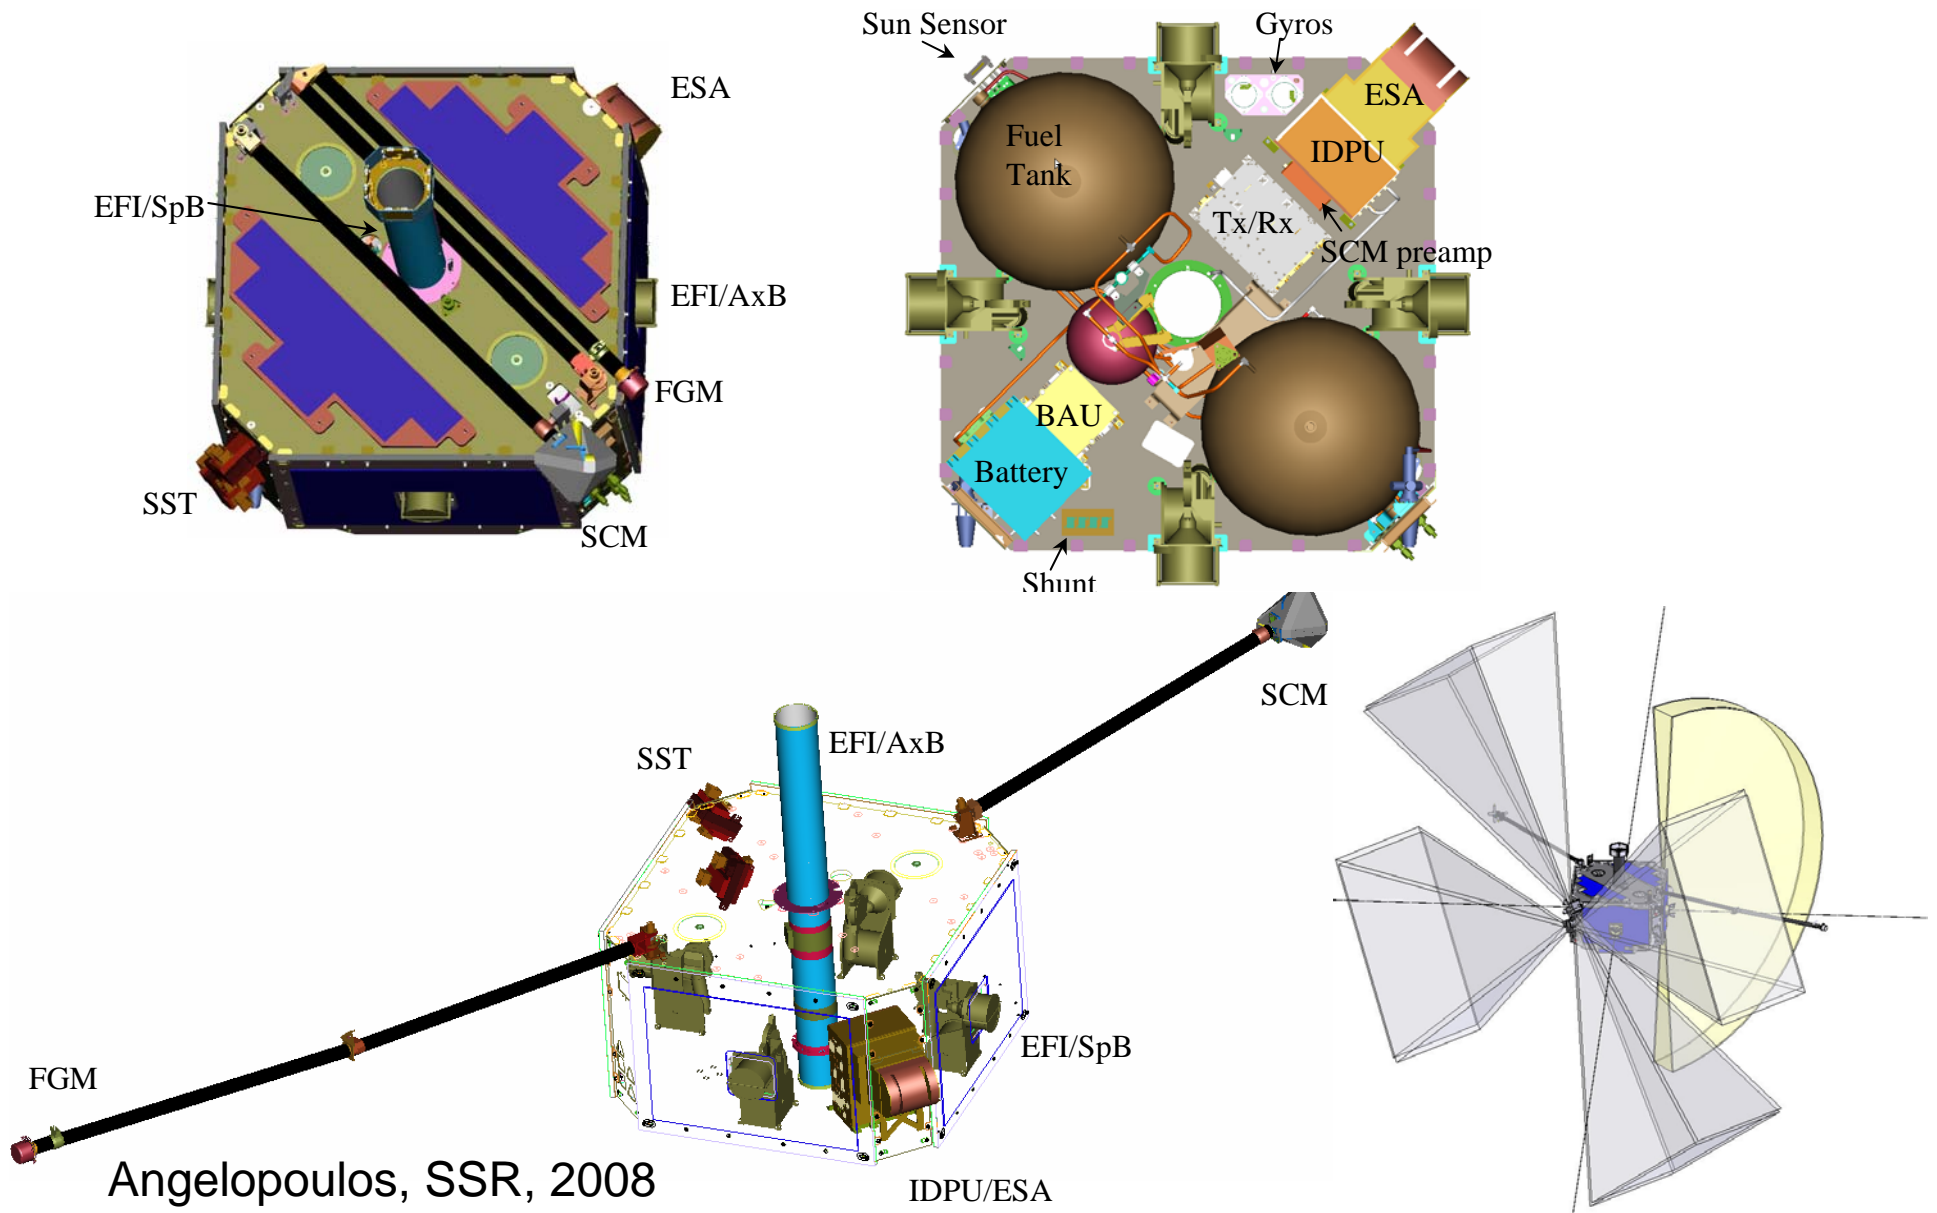 ESA
EFI/SpB
EFI/AxB
FGM
SST
SCM
Sun Sensor
Gyros
ESA
Fuel
Tank
IDPU
Tx/Rx
SCM preamp
BAU
Battery
Shunt
SCM
EFI/AxB
SST
EFI/SpB
FGM
IDPU/ESA
Angelopoulos, SSR, 2008